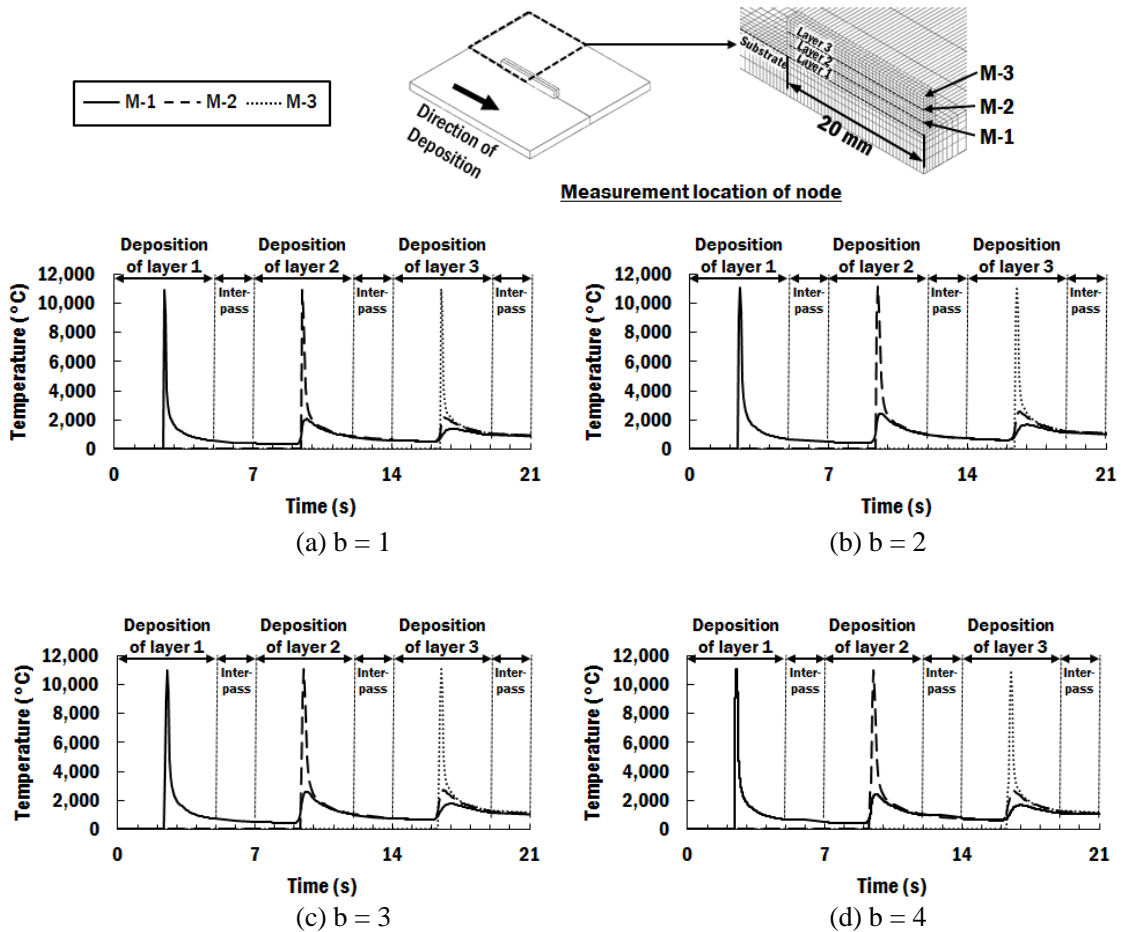 M-1 M-2 M-3
Direction of
Deposition
Substrate
Layer 3
Layer 2
Layer 1
20 mm
M-3
M-2
M-1
Measurement location of node
Deposition of layer 1
Deposition of layer 2
Deposition of layer 3
Inter-pass
Inter-pass
Inter-pass
Temperature (°C)
12,000
10,000
8,000
6,000
4,000
2,000
0
0 7 14 21
Time (s)
(a) b = 1
Deposition of layer 1
Deposition of layer 2
Deposition of layer 3
Inter-pass
Inter-pass
Inter-pass
Temperature (°C)
12,000
10,000
8,000
6,000
4,000
2,000
0
0 7 14 21
Time (s)
(b) b = 2
Deposition of layer 1
Deposition of layer 2
Deposition of layer 3
Inter-pass
Inter-pass
Inter-pass
Temperature (°C)
12,000
10,000
8,000
6,000
4,000
2,000
0
0 7 14 21
Time (s)
(c) b = 3
Deposition of layer 1
Deposition of layer 2
Deposition of layer 3
Inter-pass
Inter-pass
Inter-pass
Temperature (°C)
12,000
10,000
8,000
6,000
4,000
2,000
0
0 7 14 21
Time (s)
(d) b = 4